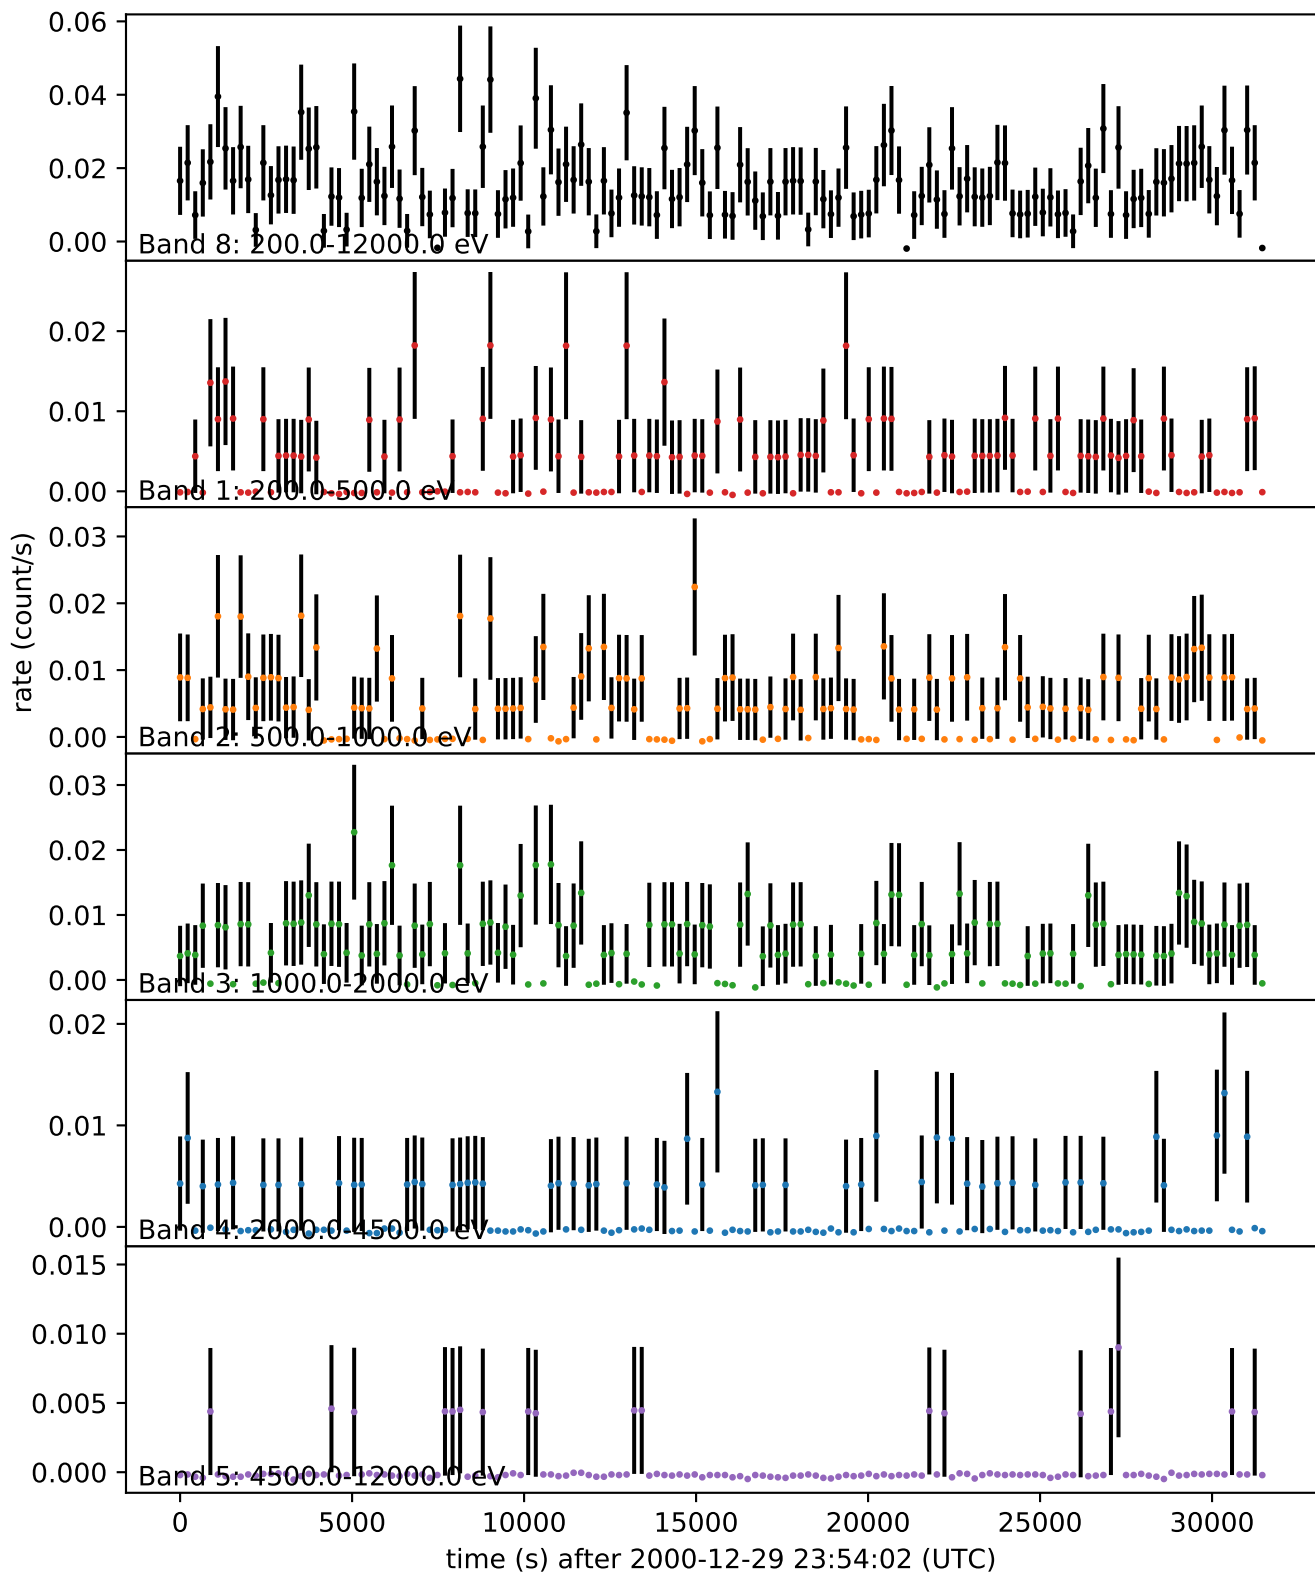 0.06
0.04
0.02
0.00
Band 8: 200.0-12000.0 eV
0.02
0.01
0.00
Band 1: 200.0-500.0 eV
0.03
0.02
0.01
0.00
Band 2: 500.0-1000.0 eV
rate (count/s)
0.03
0.02
0.01
0.00
Band 3: 1000.0-2000.0 eV
0.02
0.01
0.00
Band 4: 2000.0-4500.0 eV
0.015
0.010
0.005
0.000
Band 5: 4500.0-12000.0 eV
0 5000 10000 15000 20000 25000 30000
time (s) after 2000-12-29 23:54:02 (UTC)